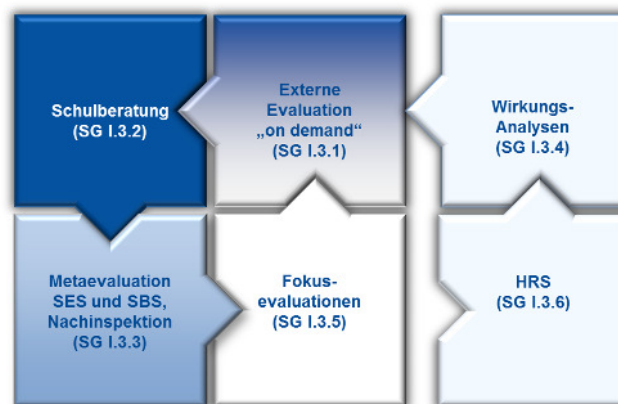 Schulberatung
(SG I.3.2)
Externe
Evaluation
„on demand“
(SG I.3.1)
Wirkungs-
Analysen
(SG I.3.4)
Metaevaluation
SES und SBS,
Nachinspektion
(SG I.3.3)
Fokus-
evaluationen
(SG I.3.5)
HRS
(SG I.3.6)